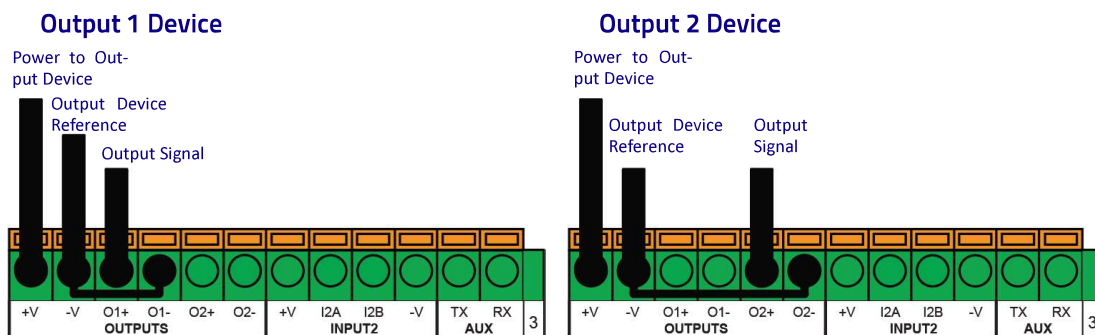 Output 1 Device
Power to Out-
put Device
Output Device
Reference
Output Signal
+V -V O1+ O1- O2+ O2- +V I2A I2B -V TX RX
OUTPUTS INPUT2 AUX 3
Output 2 Device
Power to Out-
put Device
Output Device
Reference
Output
Signal
+V -V O1+ O1- O2+ O2- +V I2A I2B -V TX RX
OUTPUTS INPUT2 AUX 3